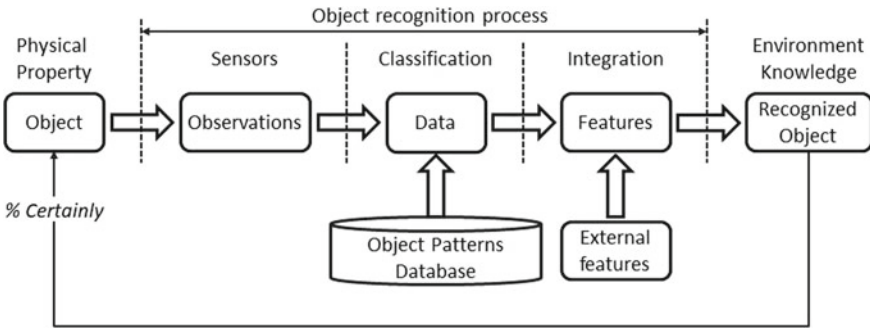 Object recognition process
Physical
Property
Sensors
Classification
Integration
Environment
Knowledge
Object
Observations
Data
Features
Recognized
Object
% Certainly
Object Patterns
Database
External
features